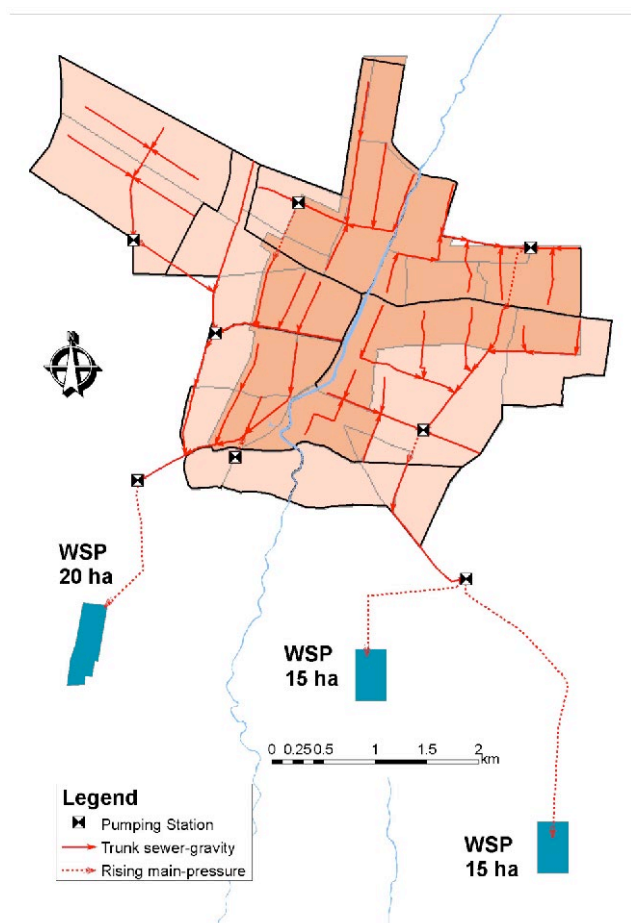 WSP
20 ha
WSP
15 ha
0 0.25 0.5 1 1.5 2
km
WSP
15 ha
Legend
Pumping Station
Trunk sewer-gravity
Rising main-pressure